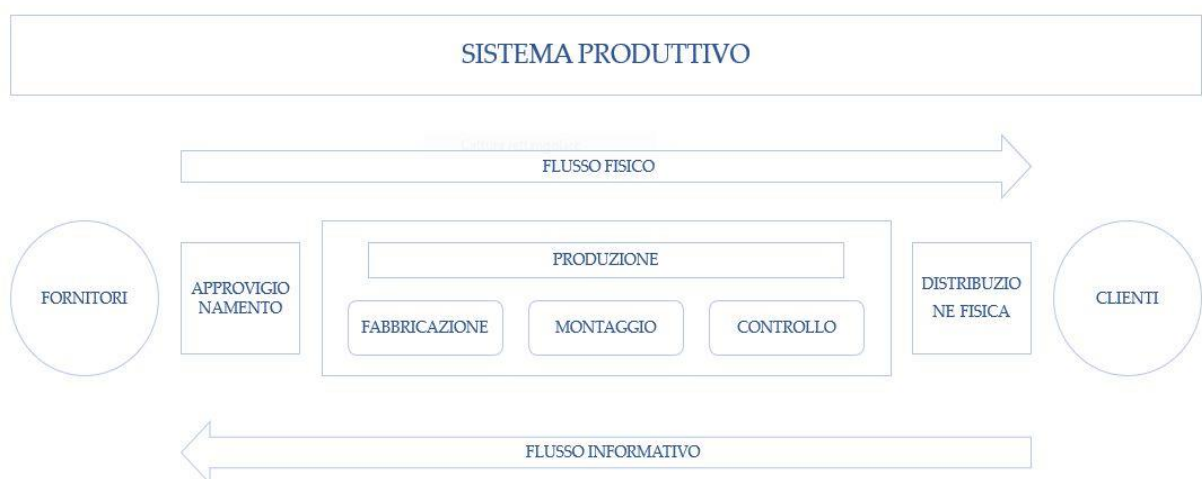 SISTEMA PRODUTTIVO
FLUSSO FISICO
FORNITORI
APPROVIGIO
NAMENTO
PRODUZIONE
FABBRICAZIONE
MONTAGGIO
CONTROLLO
DISTRIBUZIO
NE FISICA
CLIENTI
FLUSSO INFORMATIVO